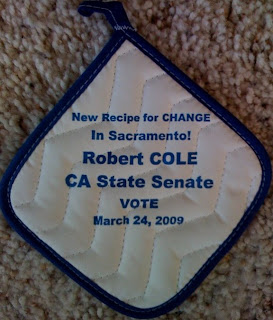 New Recipe for CHANGE
In Sacramento!
Robert COLE
CA State Senate
VOTE
March 24, 2009